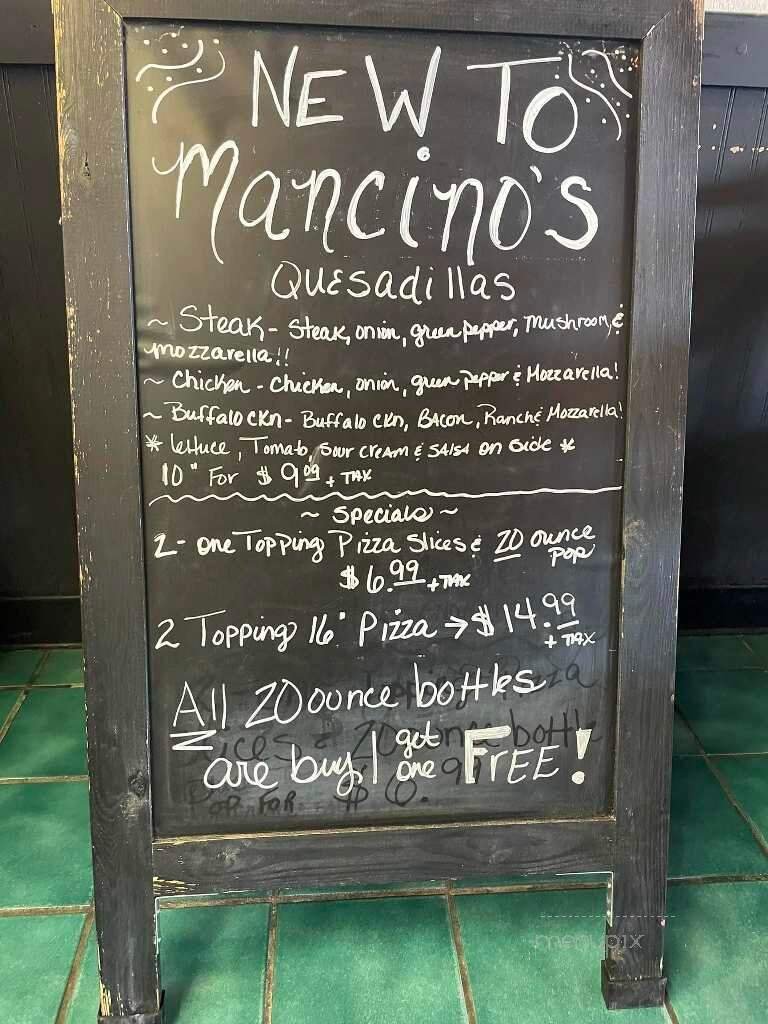 NEW TO
Mancino's
Quesadillas
~ Steak - Steak, onion, green pepper, Mushroom, &
mozzarella!!
~ Chicken - Chicken, onion, green pepper & Mozzarella!
~ Buffalo ckn - Buffalo ckn, Bacon, Ranch & Mozzarella!
* lettuce, Tomato, Sour cream & Salsa on side *
10" For $9.09 + TAX
~ Specials ~
2 - one Topping Pizza Slices & 20 ounce
pop
$6.99 + TAX
2 Topping 16" Pizza → $14.99
+ TAX
All 20 ounce bottles
are buy 1 get
one FREE!
menupix